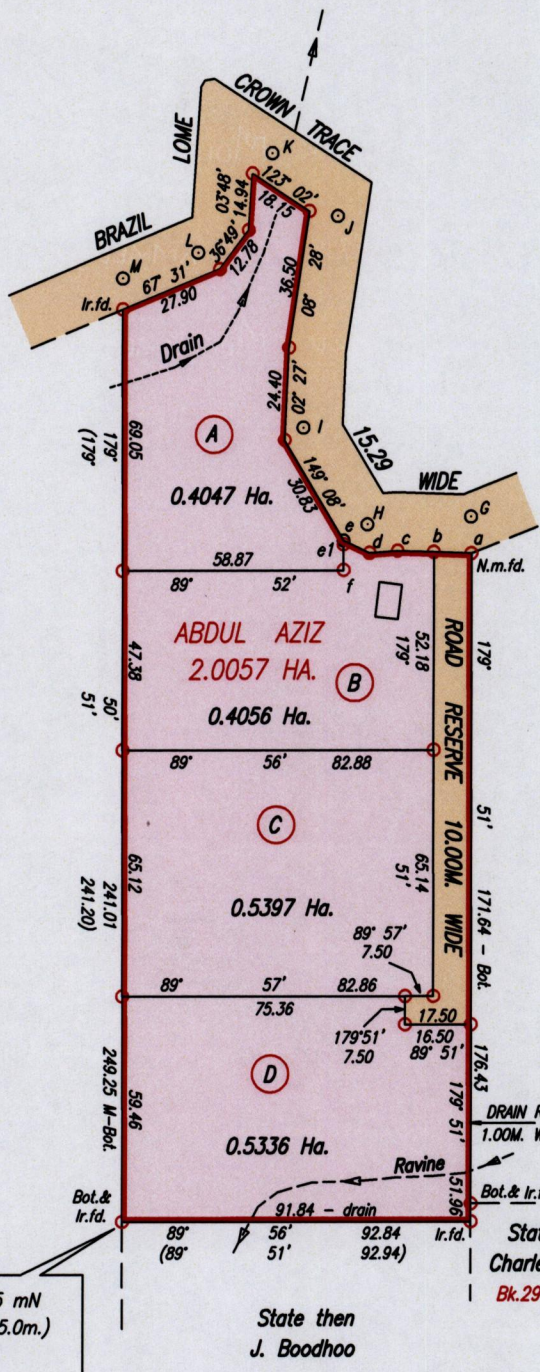 CROWN TRACE
LOME
BRAZIL
K
J
L
M
123° 02'
18.15
03°48'
14.94
36°49'
12.78
67° 31'
27.90
Ir.fd.
36.50
08° 28'
Drain
24.40
02° 27'
I
149° 08'
30.83
15.29
WIDE
G
H
e
e1
d
c
b
a
f
N.m.fd.
69.05
179°
(179°
A
0.4047 Ha.
58.87
89° 52'
ABDUL AZIZ
2.0057 HA.
B
0.4056 Ha.
52.18
179°
ROAD RESERVE 10.00M. WIDE
179°
47.38
50'
51'
89° 56' 82.88
C
0.5397 Ha.
65.14
51'
51'
171.64 - Bot.
65.12
241.01
241.20)
89° 57'
7.50
89° 57' 82.86
75.36
17.50
179°51'
7.50
16.50
89° 51'
176.43
D
0.5336 Ha.
179° 51'
DRAIN
1.00M.
Ravine
59.46
249.25 M-Bot.
51.96
Bot.& Ir.f
Bot.&
Ir.fd.
91.84 - drain
89° 56' 92.84
(89° 51' 92.94)
Ir.fd.
Stat
Charle
Bk.29
5 mN
5.0m.)
State then
J. Boodhoo